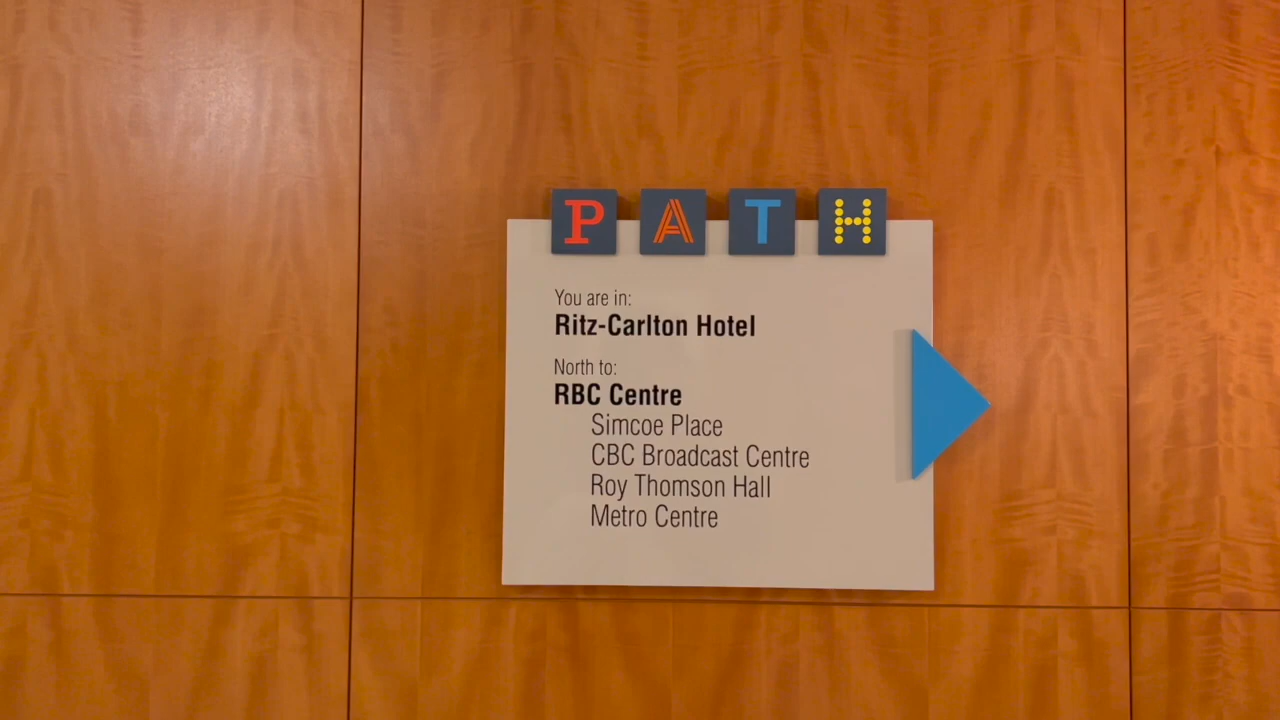 PATH
You are in:
Ritz-Carlton Hotel
North to:
RBC Centre
Simcoe Place
CBC Broadcast Centre
Roy Thomson Hall
Metro Centre